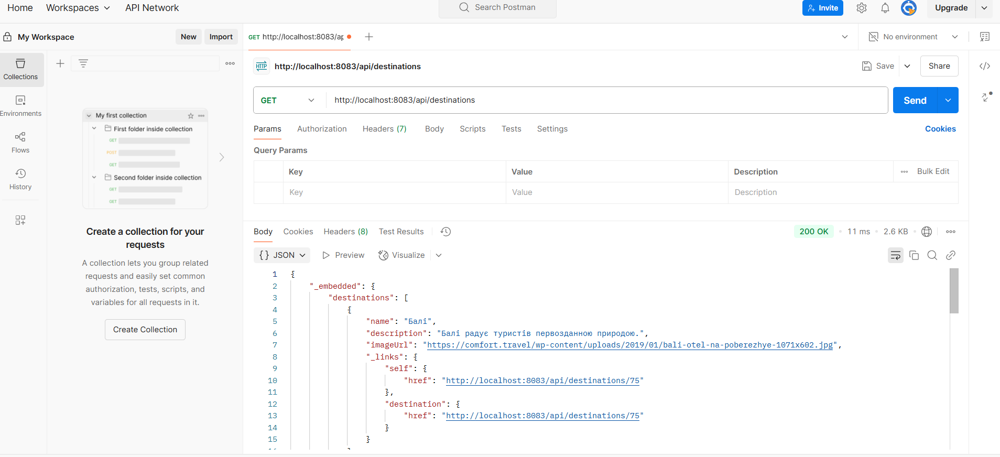 Home Workspaces API Network Search Postman Invite Upgrade
My Workspace New Import GET http://localhost:8083/ap No environment
Collections
Environments
Flows
History
My first collection
First folder inside collection
GET
POST
GET
Second folder inside collection
GET
GET
Create a collection for your
requests
A collection lets you group related
requests and easily set common
authorization, tests, scripts, and
variables for all requests in it.
Create Collection
HTTP http://localhost:8083/api/destinations Save Share
GET http://localhost:8083/api/destinations Send
Params Authorization Headers (7) Body Scripts Tests Settings Cookies
Query Params
Key Value Description Bulk Edit
Key Value Description
Body Cookies Headers (8) Test Results 200 OK 11 ms 2.6 KB
{} JSON Preview Visualize
1 {
2 "_embedded": {
3 "destinations": [
4 {
5 "name": "Балі",
6 "description": "Балі радує туристів первозданною природою.",
7 "imageUrl": "https://comfort.travel/wp-content/uploads/2019/01/bali-otel-na-poberezhye-1071x602.jpg",
8 "_links": {
9 "self": {
10 "href": "http://localhost:8083/api/destinations/75"
11 },
12 "destination": {
13 "href": "http://localhost:8083/api/destinations/75"
14 }
15 }